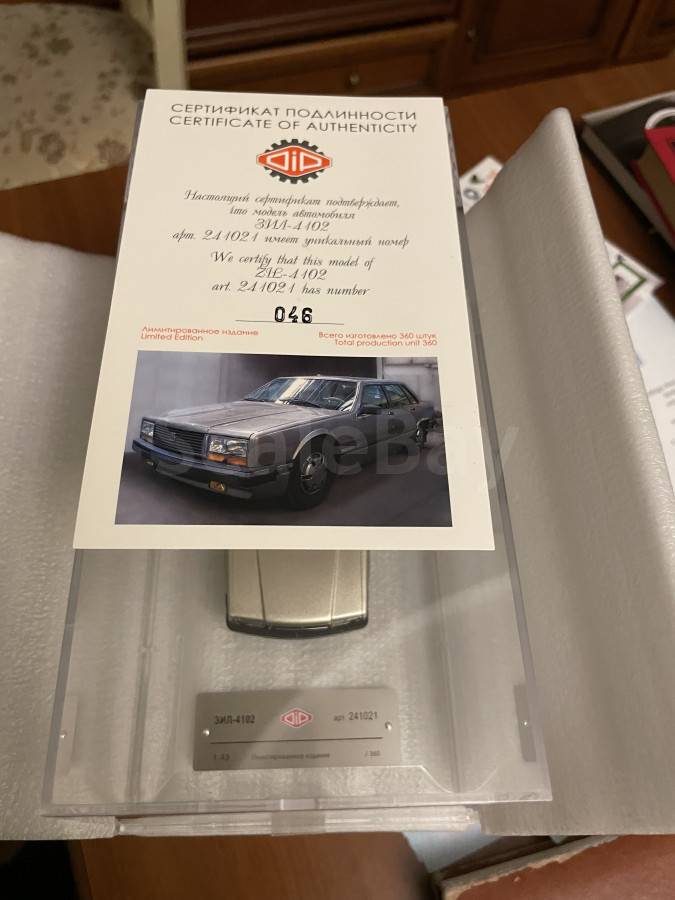 СЕРТИФИКАТ ПОДЛИННОСТИ
CERTIFICATE OF AUTHENTICITY
DiP
Настоящий сертификат подтверждает,
что модель автомобиля
ЗИЛ-4102
арт. 241021 имеет уникальный номер
We certify that this model of
ZIL-4102
art. 241021 has number
046
Лимитированное издание
Limited Edition
Всего изготовлено 360 штук
Total production unit 360
ЗИЛ-4102
DiP
арт. 241021
1:43
Лимитированное издание
/ 360